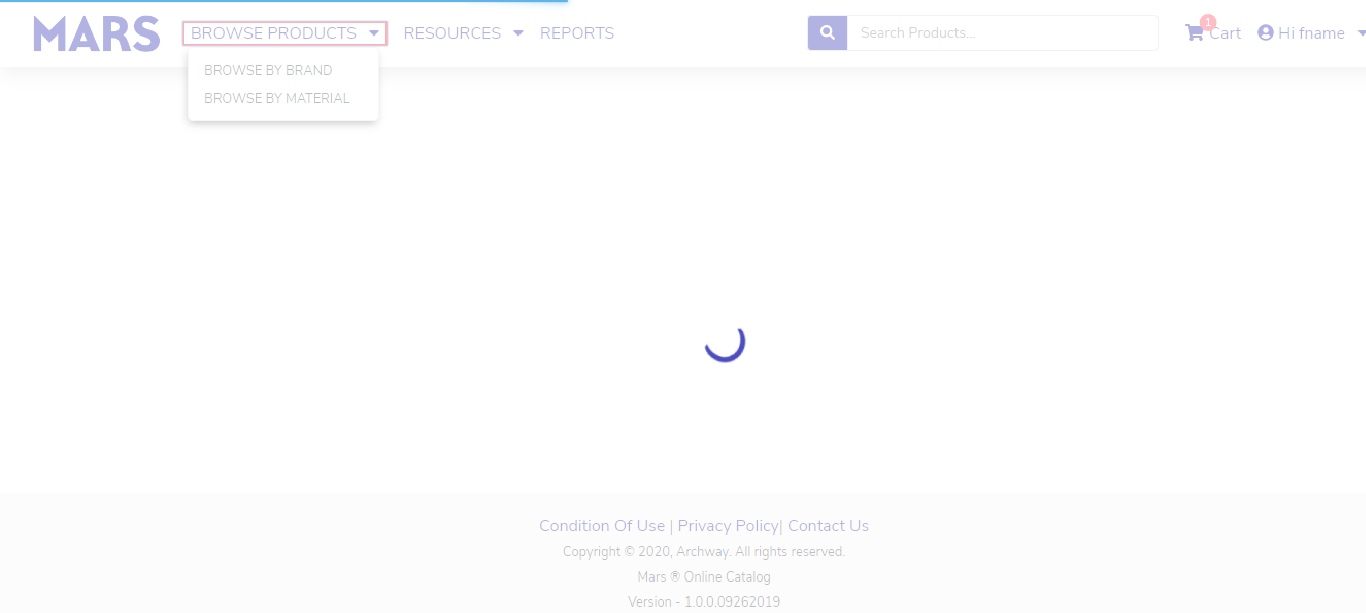 MARS BROWSE PRODUCTS RESOURCES REPORTS Search Products... 1 Cart Hi fname
BROWSE BY BRAND
BROWSE BY MATERIAL
Condition Of Use | Privacy Policy| Contact Us
Copyright © 2020, Archway. All rights reserved.
Mars ® Online Catalog
Version - 1.0.0.09262019